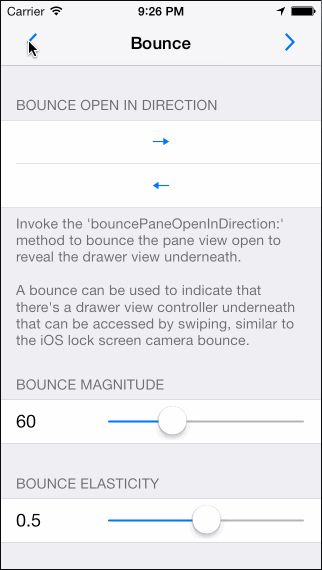 Carrier 9:26 PM
Bounce
BOUNCE OPEN IN DIRECTION
Invoke the 'bouncePaneOpenInDirection:'
method to bounce the pane view open to
reveal the drawer view underneath.
A bounce can be used to indicate that
there's a drawer view controller underneath
that can be accessed by swiping, similar to
the iOS lock screen camera bounce.
BOUNCE MAGNITUDE
60
BOUNCE ELASTICITY
0.5